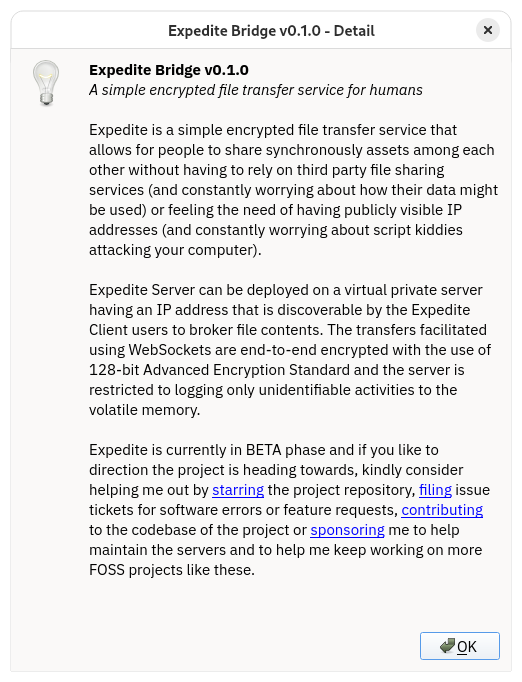 Expedite Bridge v0.1.0 - Detail
Expedite Bridge v0.1.0
A simple encrypted file transfer service for humans
Expedite is a simple encrypted file transfer service that
allows for people to share synchronously assets among each
other without having to rely on third party file sharing
services (and constantly worrying about how their data might
be used) or feeling the need of having publicly visible IP
addresses (and constantly worrying about script kiddies
attacking your computer).
Expedite Server can be deployed on a virtual private server
having an IP address that is discoverable by the Expedite
Client users to broker file contents. The transfers facilitated
using WebSockets are end-to-end encrypted with the use of
128-bit Advanced Encryption Standard and the server is
restricted to logging only unidentifiable activities to the
volatile memory.
Expedite is currently in BETA phase and if you like to
direction the project is heading towards, kindly consider
helping me out by starring the project repository, filing issue
tickets for software errors or feature requests, contributing
to the codebase of the project or sponsoring me to help
maintain the servers and to help me keep working on more
FOSS projects like these.
OK